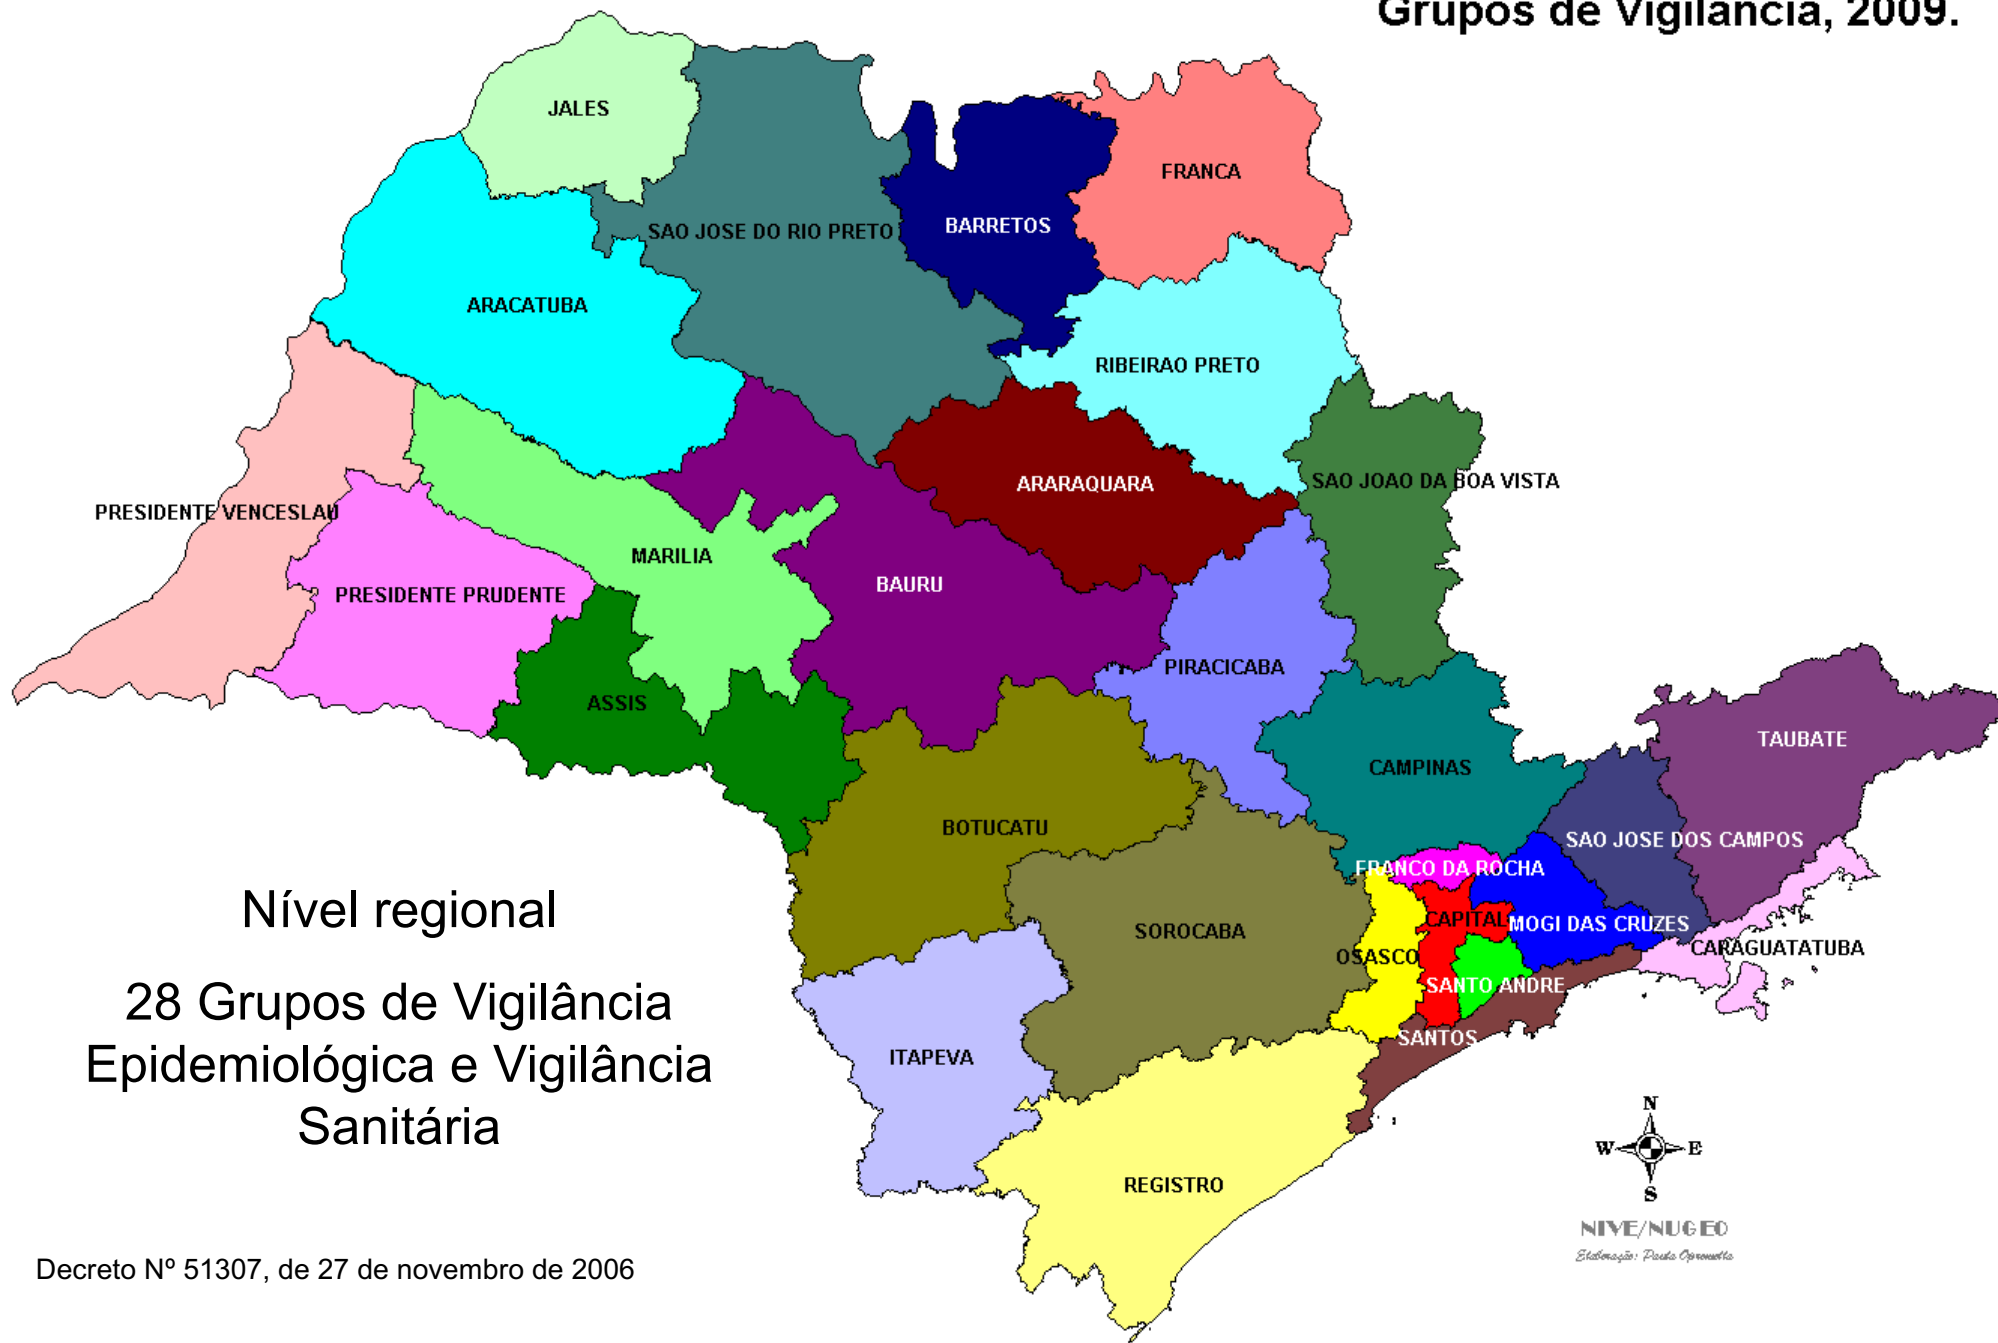 Grupos de Vigilância, 2009.
JALES
FRANCA
SAO JOSE DO RIO PRETO
BARRETOS
ARACATUBA
RIBEIRAO PRETO
ARARAQUARA
SAO JOAO DA BOA VISTA
PRESIDENTE VENCESLAU
MARILIA
BAURU
PRESIDENTE PRUDENTE
PIRACICABA
ASSIS
TAUBATE
CAMPINAS
BOTUCATU
SAO JOSE DOS CAMPOS
FRANCO DA ROCHA
CAPITAL
MOGI DAS CRUZES
SOROCABA
OSASCO
CARAGUATATUBA
SANTO ANDRE
SANTOS
ITAPEVA
REGISTRO
Nível regional
28 Grupos de Vigilância
Epidemiológica e Vigilância
Sanitária
N
W E
S
NIVE/NUGEO
Elaboração: Paula Opromolla
Decreto Nº 51307, de 27 de novembro de 2006